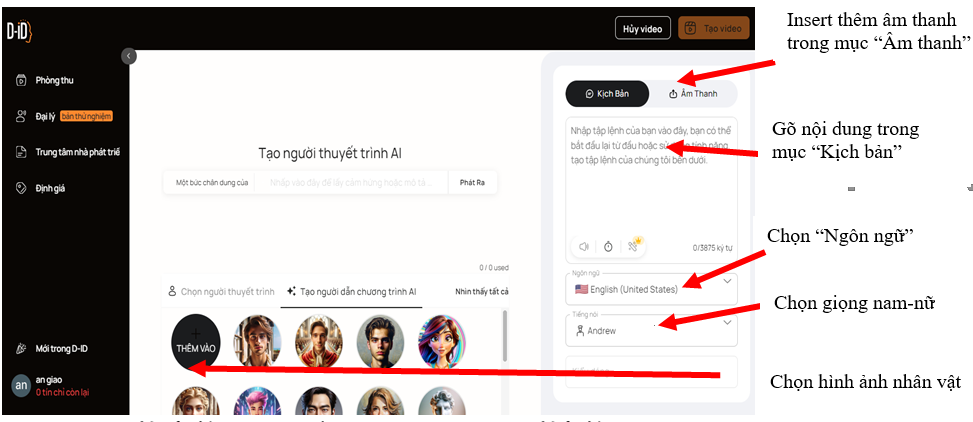 D-iD
Hủy video
Tạo video
Insert thêm âm thanh
trong mục “Âm thanh”
Phòng thu
Đại lý bản thử nghiệm
Trung tâm nhà phát triể
Định giá
Kịch Bản
Âm Thanh
Nhập tập lệnh của bạn vào đây, bạn có thể
bắt đầu lại từ đầu hoặc sử tính năng
tạo tập lệnh của chúng tôi bên dưới.
Gõ nội dung trong
mục “Kịch bản”
Tạo người thuyết trình AI
Một bức chân dung của
Nhập vào đây để lấy cảm hứng hoặc mô tả ...
Phát Ra
0/3875 ký tự
Chọn “Ngôn ngữ”
0 / 0 used
Ngôn ngữ
English (United States)
Chọn người thuyết trình
Tạo người dẫn chương trình AI
Nhìn thấy tất cả
Chọn giọng nam-nữ
Tiếng nói
Andrew
THÊM VÀO
Mới trong D-ID
an
an giao
0 tín chỉ còn lại
Chọn hình ảnh nhân vật